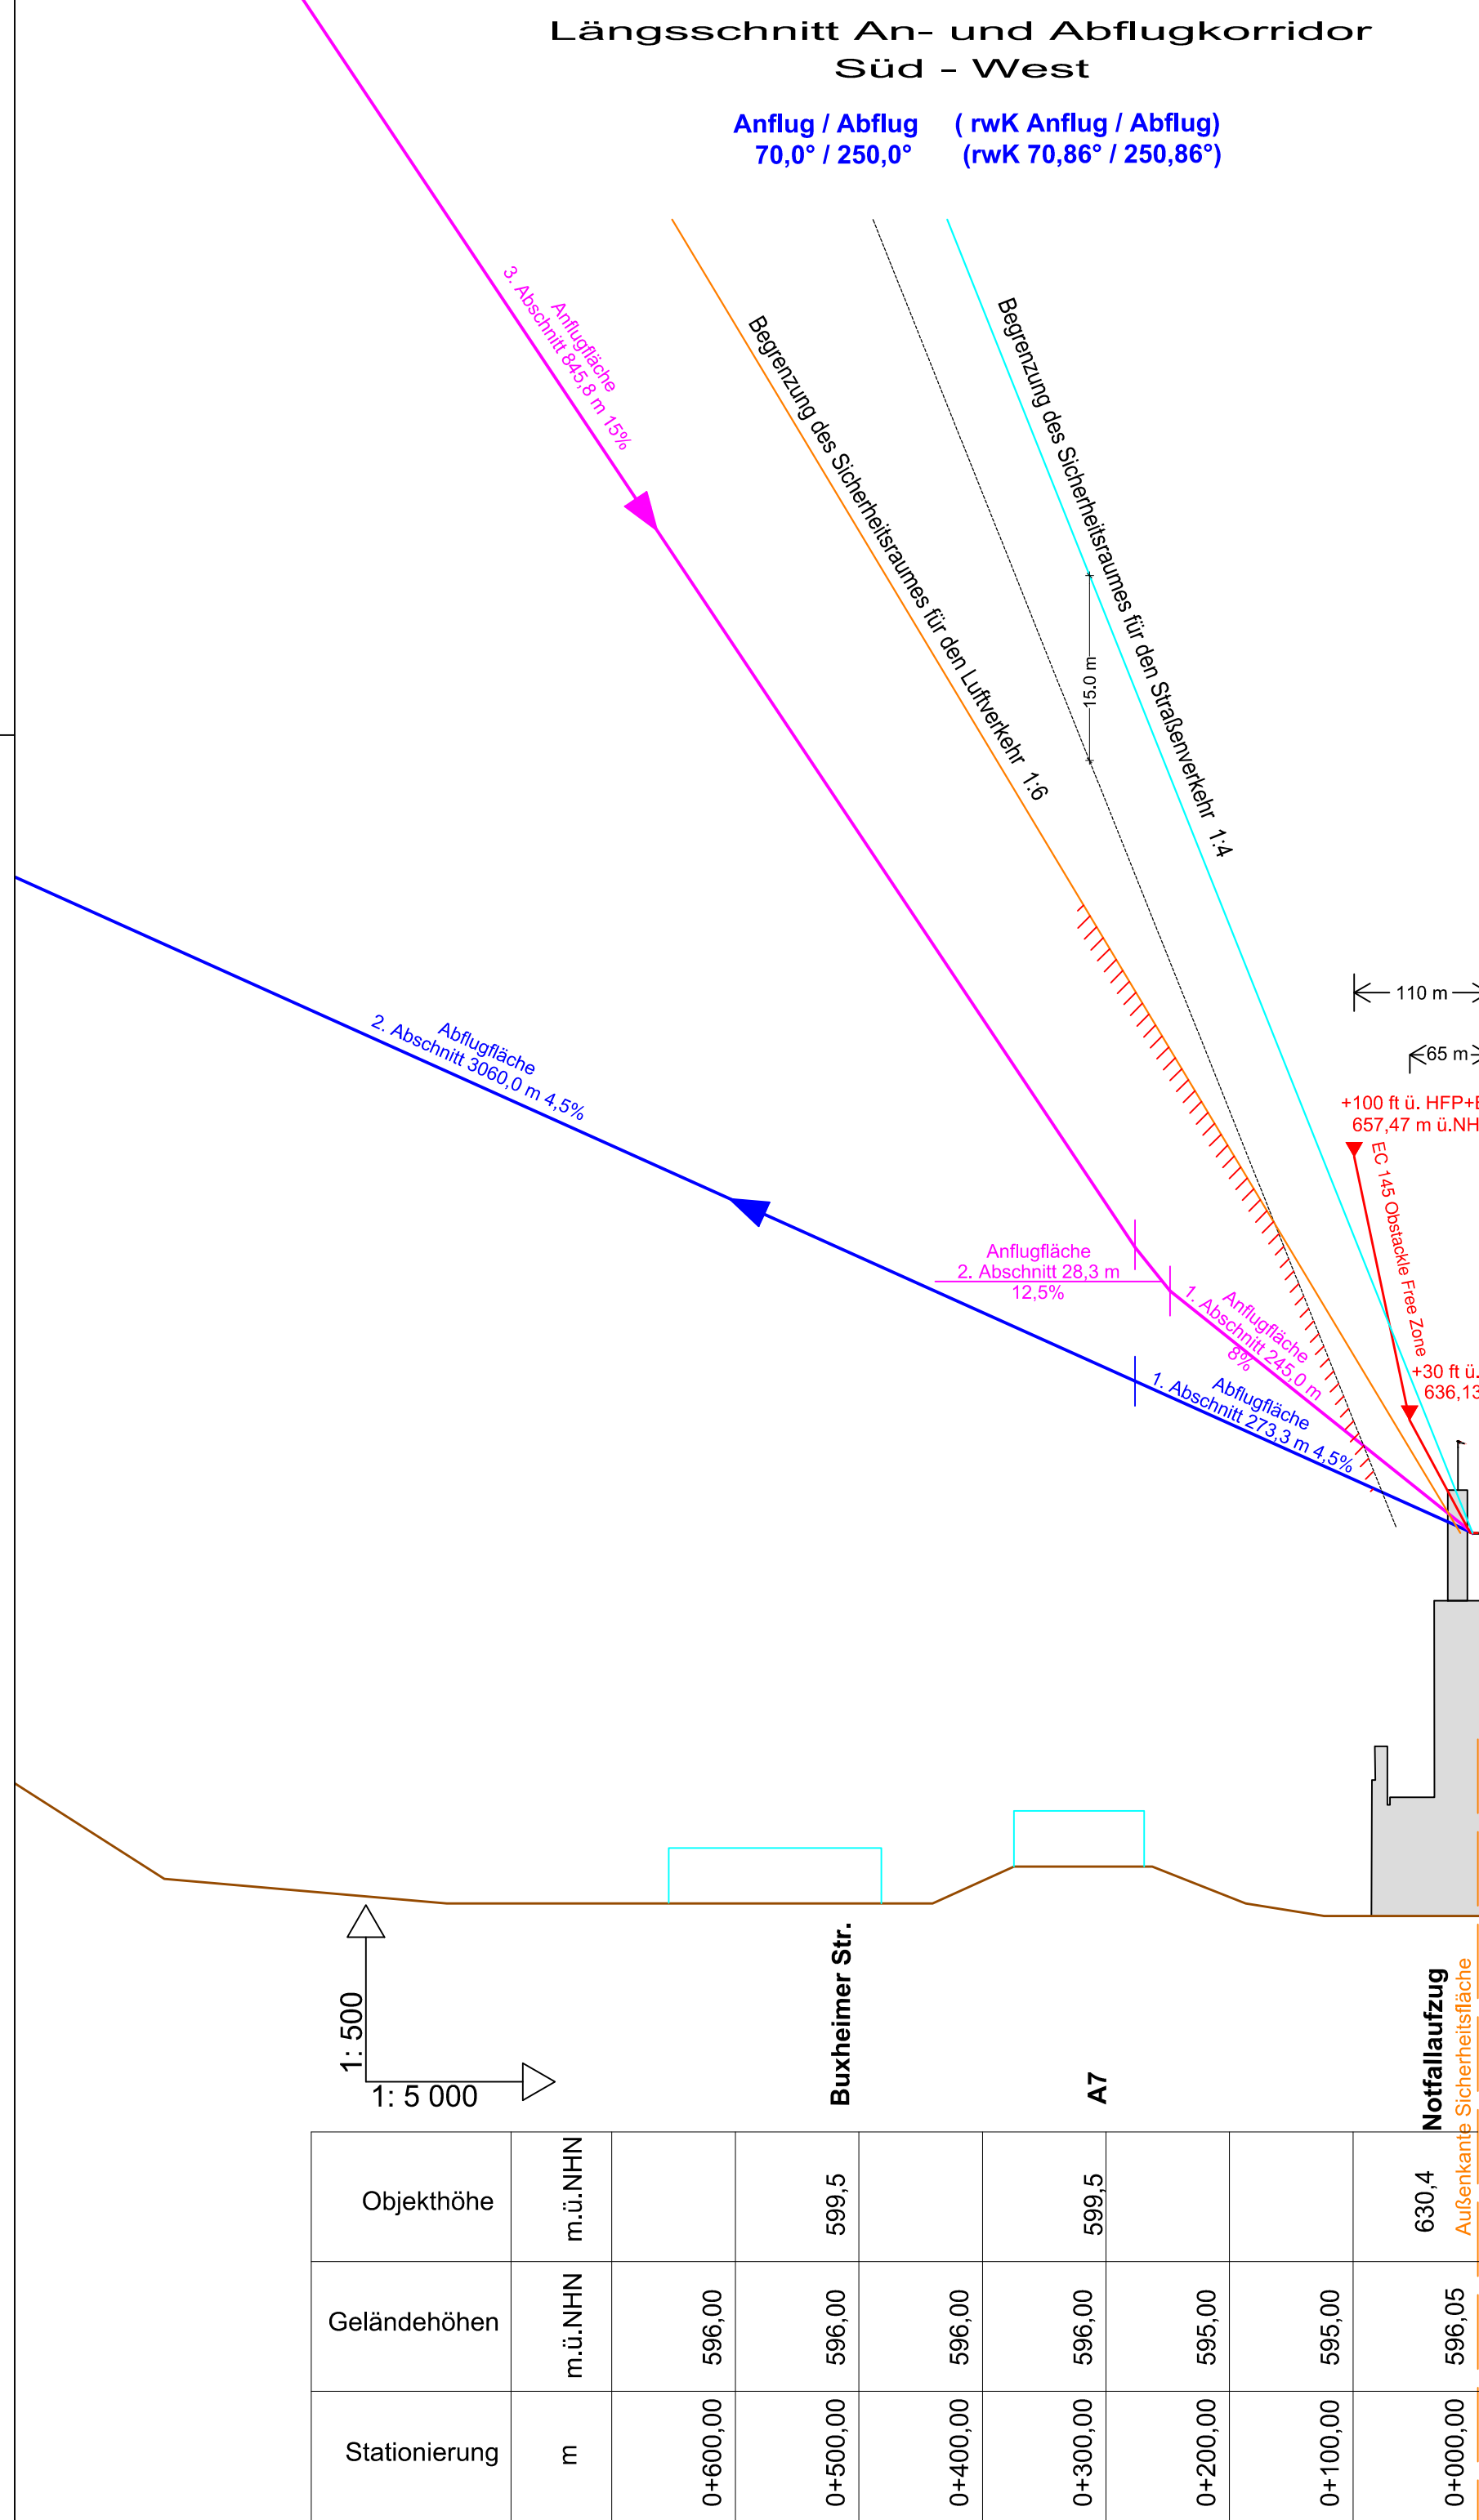 Längsschnitt An- und Abflugkorridor
Süd - West
Anflug / Abflug ( rwK Anflug / Abflug)
70,0° / 250,0° (rwK 70,86° / 250,86°)
Anflugfläche
3. Abschnitt 845,8 m 15%
Begrenzung des Sicherheitsraumes für den Luftverkehr 1:6
Begrenzung des Sicherheitsraumes für den Straßenverkehr 1:4
15.0 m
110 m
65 m
Abflugfläche
2. Abschnitt 3060,0 m 4,5%
+100 ft ü. HFP+
657,47 m ü.NH
EC 145 Obstackle Free Zone
Anflugfläche
2. Abschnitt 28,3 m
12,5%
Anflugfläche
1. Abschnitt 245,0 m
8%
+30 ft ü.
636,13
Abflugfläche
1. Abschnitt 273,3 m 4,5%
1: 500
1: 5 000
Buxheimer Str.
A7
Notfallaufzug
Außenkante Sicherheitsfläche
Objekthöhe m.ü.NHN 599,5 599,5 630,4
Geländehöhen m.ü.NHN 596,00 596,00 596,00 596,00 595,00 595,00 596,05
Stationierung m 0+600,00 0+500,00 0+400,00 0+300,00 0+200,00 0+100,00 0+000,00